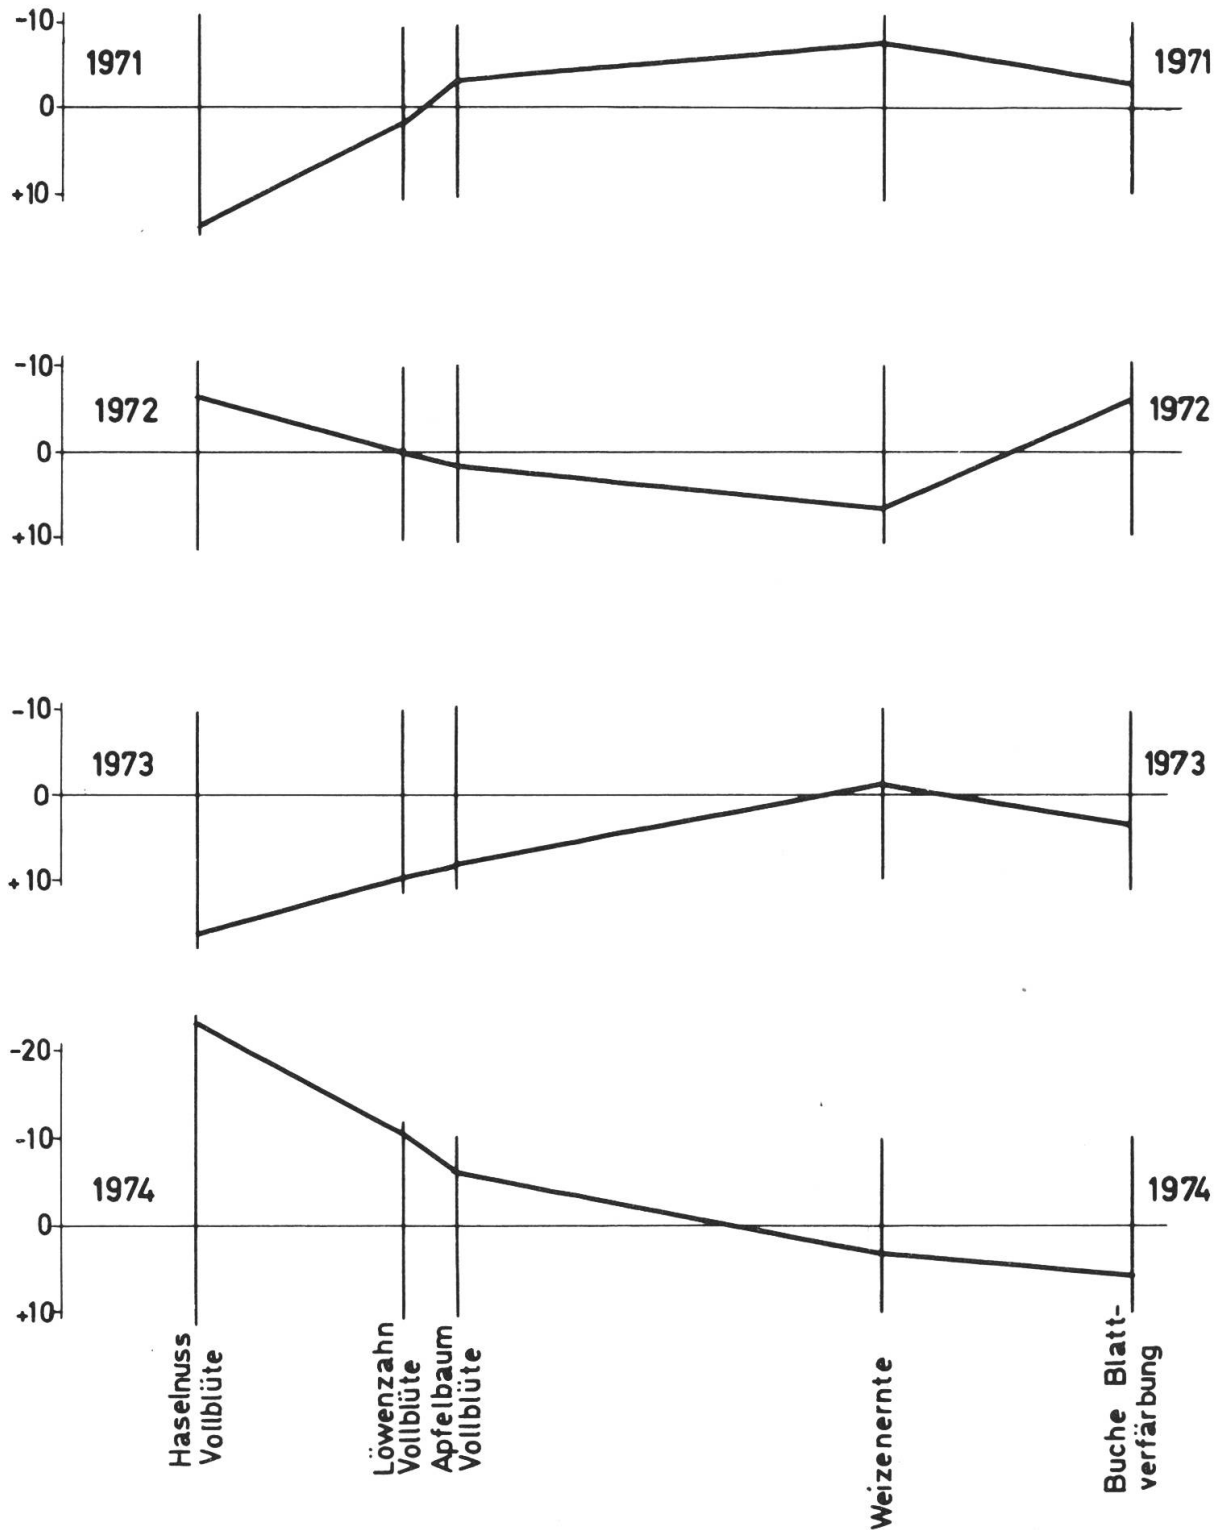 -10
1971
1971
0
+10
-10
1972
1972
0
+10
-10
1973
1973
0
+10
-20
-10
1974
1974
0
+10
Haselnuss
Vollblüte
Löwenzahn
Vollblüte
Apfelbaum
Vollblüte
Weizenernte
Buche Blatt-
verfärbung